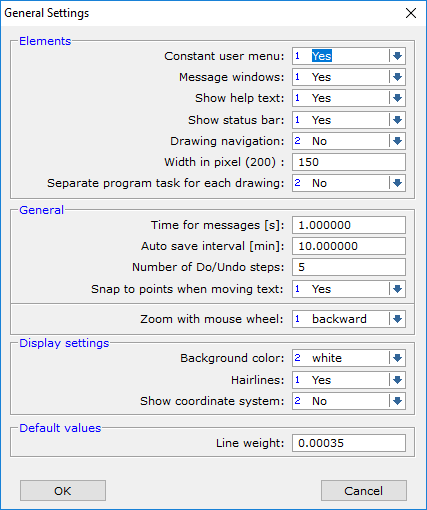 General Settings
Elements
Constant user menu: 1 Yes
Message windows: 1 Yes
Show help text: 1 Yes
Show status bar: 1 Yes
Drawing navigation: 2 No
Width in pixel (200) : 150
Separate program task for each drawing: 2 No
General
Time for messages [s]: 1.000000
Auto save interval [min]: 10.000000
Number of Do/Undo steps: 5
Snap to points when moving text: 1 Yes
Zoom with mouse wheel: 1 backward
Display settings
Background color: 2 white
Hairlines: 1 Yes
Show coordinate system: 2 No
Default values
Line weight: 0.00035
OK Cancel